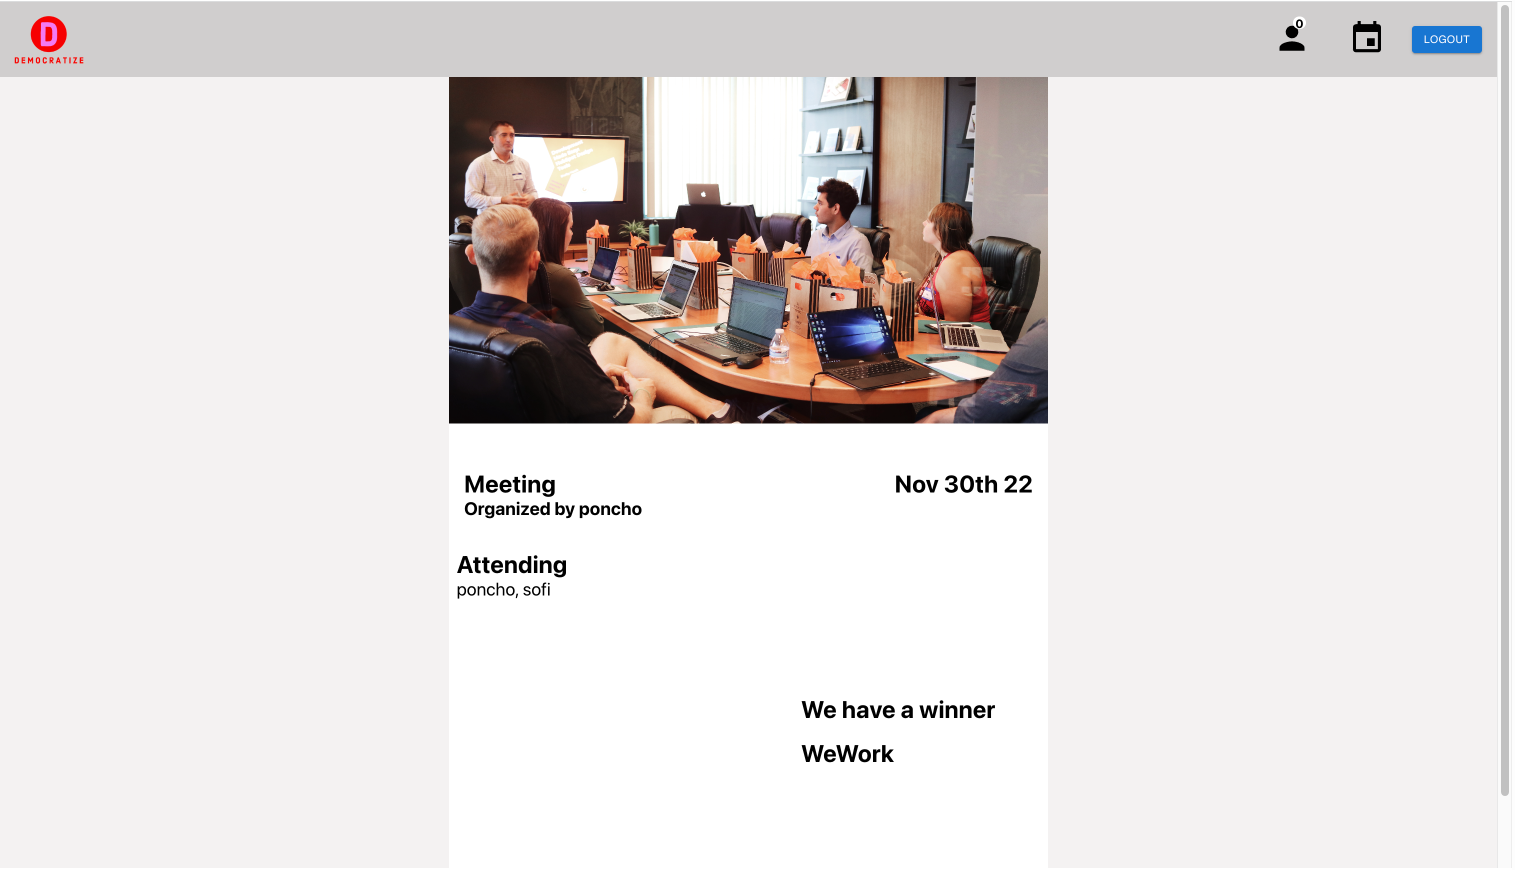 D
DEMOCRATIZE
0
LOGOUT
Meeting
Nov 30th 22
Organized by poncho
Attending
poncho, sofi
We have a winner
WeWork